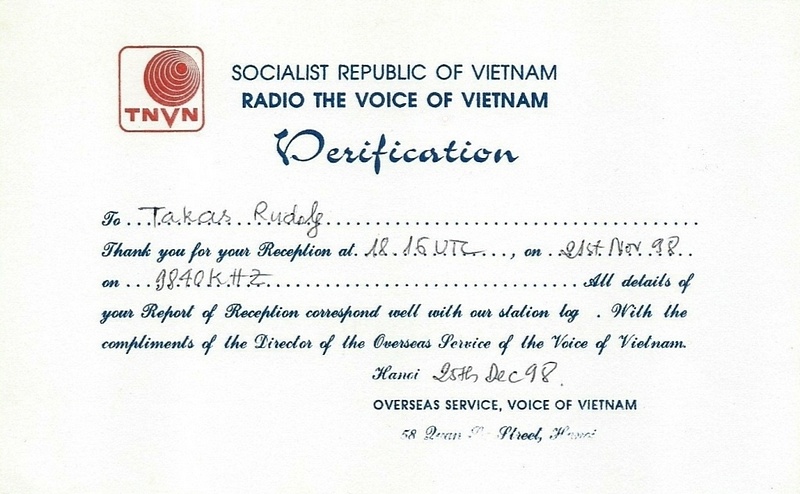 TNVN
SOCIALIST REPUBLIC OF VIETNAM
RADIO THE VOICE OF VIETNAM
Verification
To Takas Rudolf
Thank you for your Reception at 18.15 UTC, on 21st Nov 98
on 9840 KHZ All details of
your Report of Reception correspond well with our station log . With the
compliments of the Director of the Overseas Service of the Voice of Vietnam.
Hanoi 25th Dec 98.
OVERSEAS SERVICE, VOICE OF VIETNAM
58 Quan Street, Hanoi